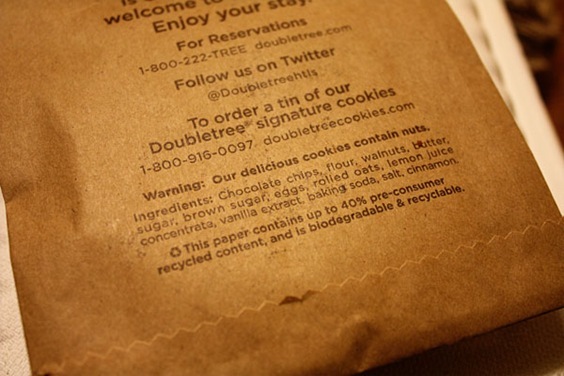 is
welcome to
Enjoy your stay.
For Reservations
1-800-222-TREE doubletree.com
Follow us on Twitter
@Doubletreehtls
To order a tin of our
Doubletree® signature cookies
1-800-916-0097 doubletreecookies.com
Warning: Our delicious cookies contain nuts.
Ingredients: Chocolate chips, flour, walnuts, butter,
sugar, brown sugar, eggs, rolled oats, lemon juice
concentrate, vanilla extract, baking soda, salt, cinnamon.
♻ This paper contains up to 40% pre-consumer
recycled content, and is biodegradable & recyclable.